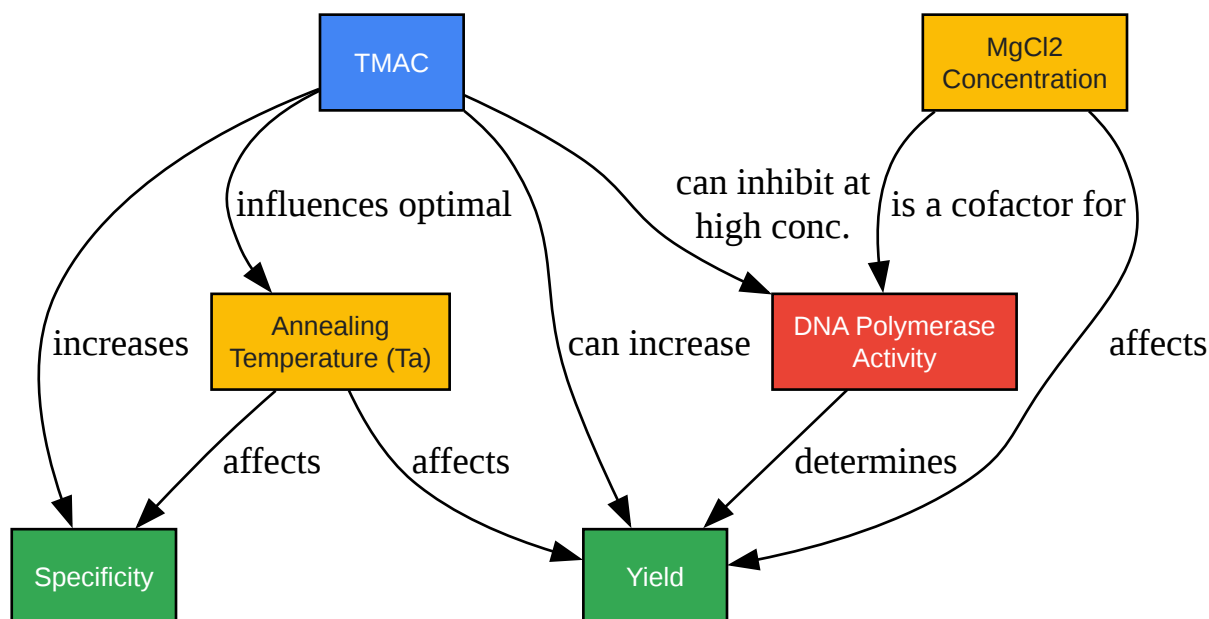 TMAC
MgCl2
Concentration
can inhibit at
high conc.
influences optimal
is a cofactor for
Annealing
Temperature (Ta)
DNA Polymerase
Activity
increases
can increase
affects
affects
affects
determines
Specificity
Yield